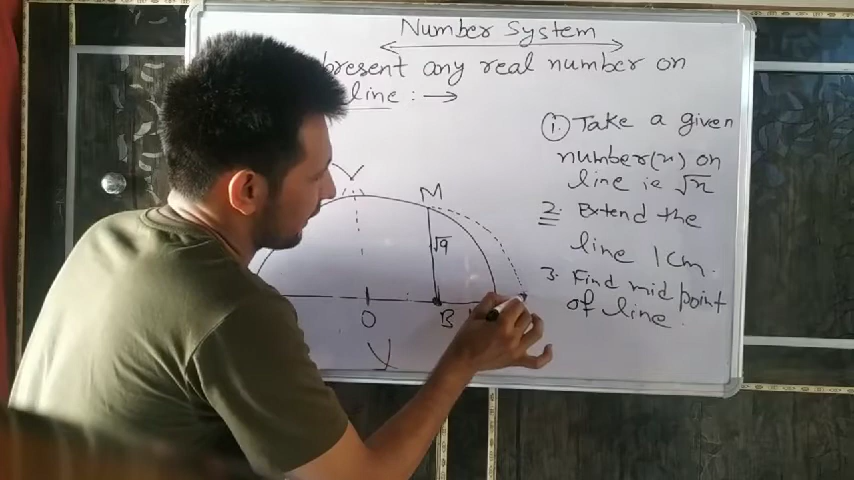 Number System
present any real number on
line : →
① Take a given
number(n) on
line ie √n
2. Extend the
line 1cm.
3. Find mid point
of line.
M
√9
O
B